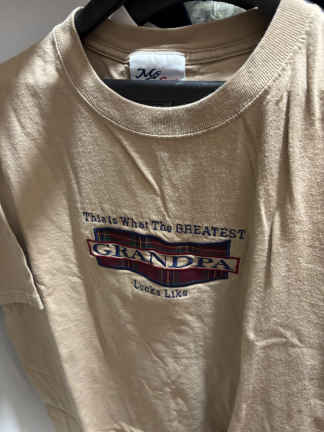 This is What The GREATEST
GRANDPA
Looks Like